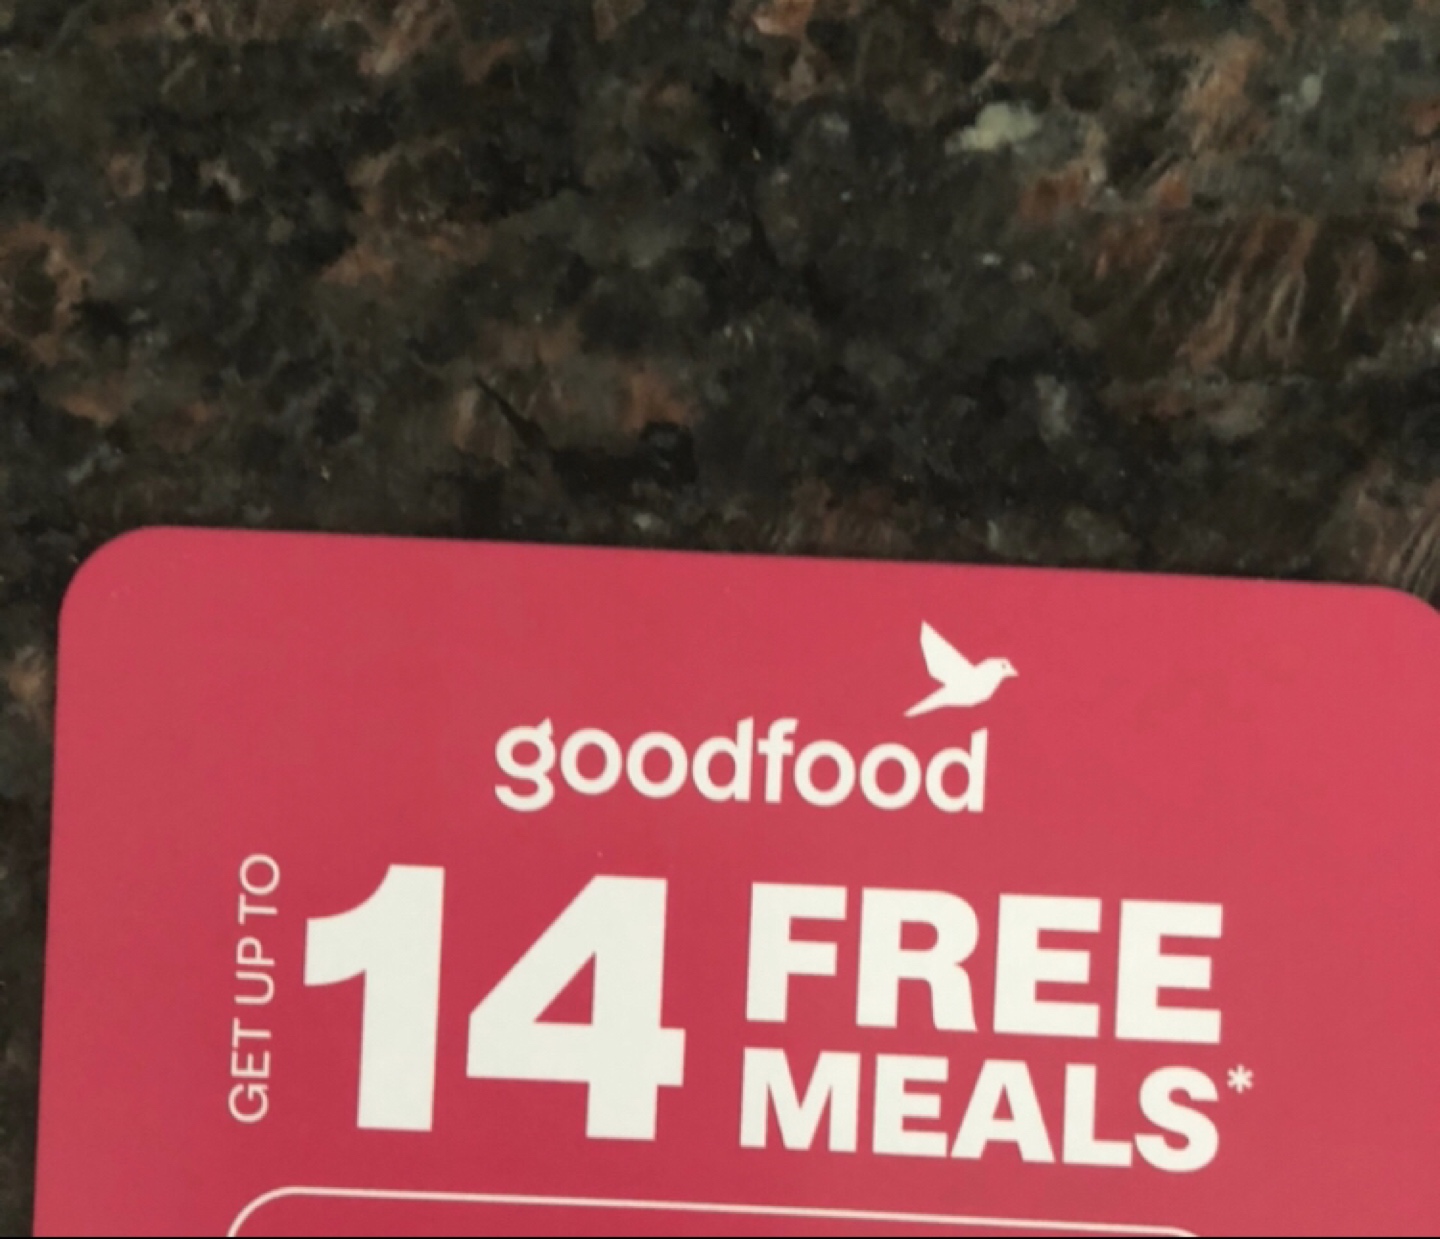 goodfood
GET UP TO
14 FREE
MEALS*